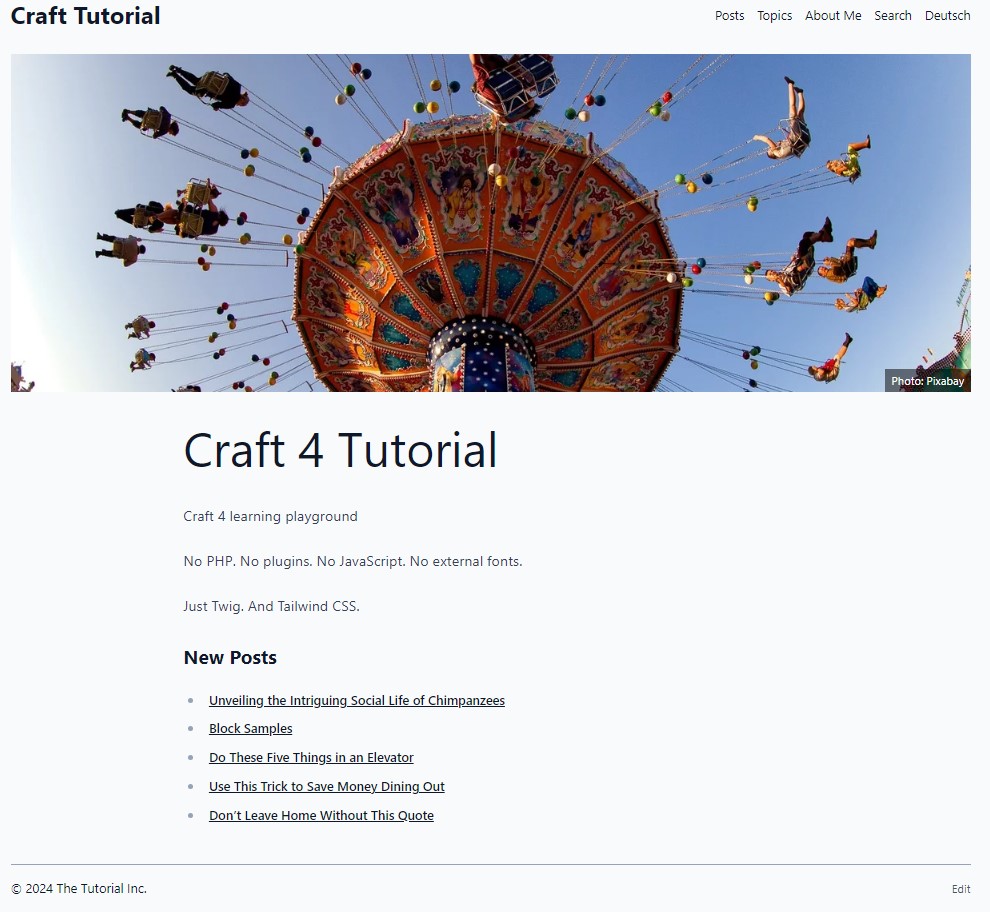 Craft Tutorial
Posts Topics About Me Search Deutsch
Photo: Pixabay
Craft 4 Tutorial
Craft 4 learning playground
No PHP. No plugins. No JavaScript. No external fonts.
Just Twig. And Tailwind CSS.
New Posts
Unveiling the Intriguing Social Life of Chimpanzees
Block Samples
Do These Five Things in an Elevator
Use This Trick to Save Money Dining Out
Don’t Leave Home Without This Quote
© 2024 The Tutorial Inc.
Edit